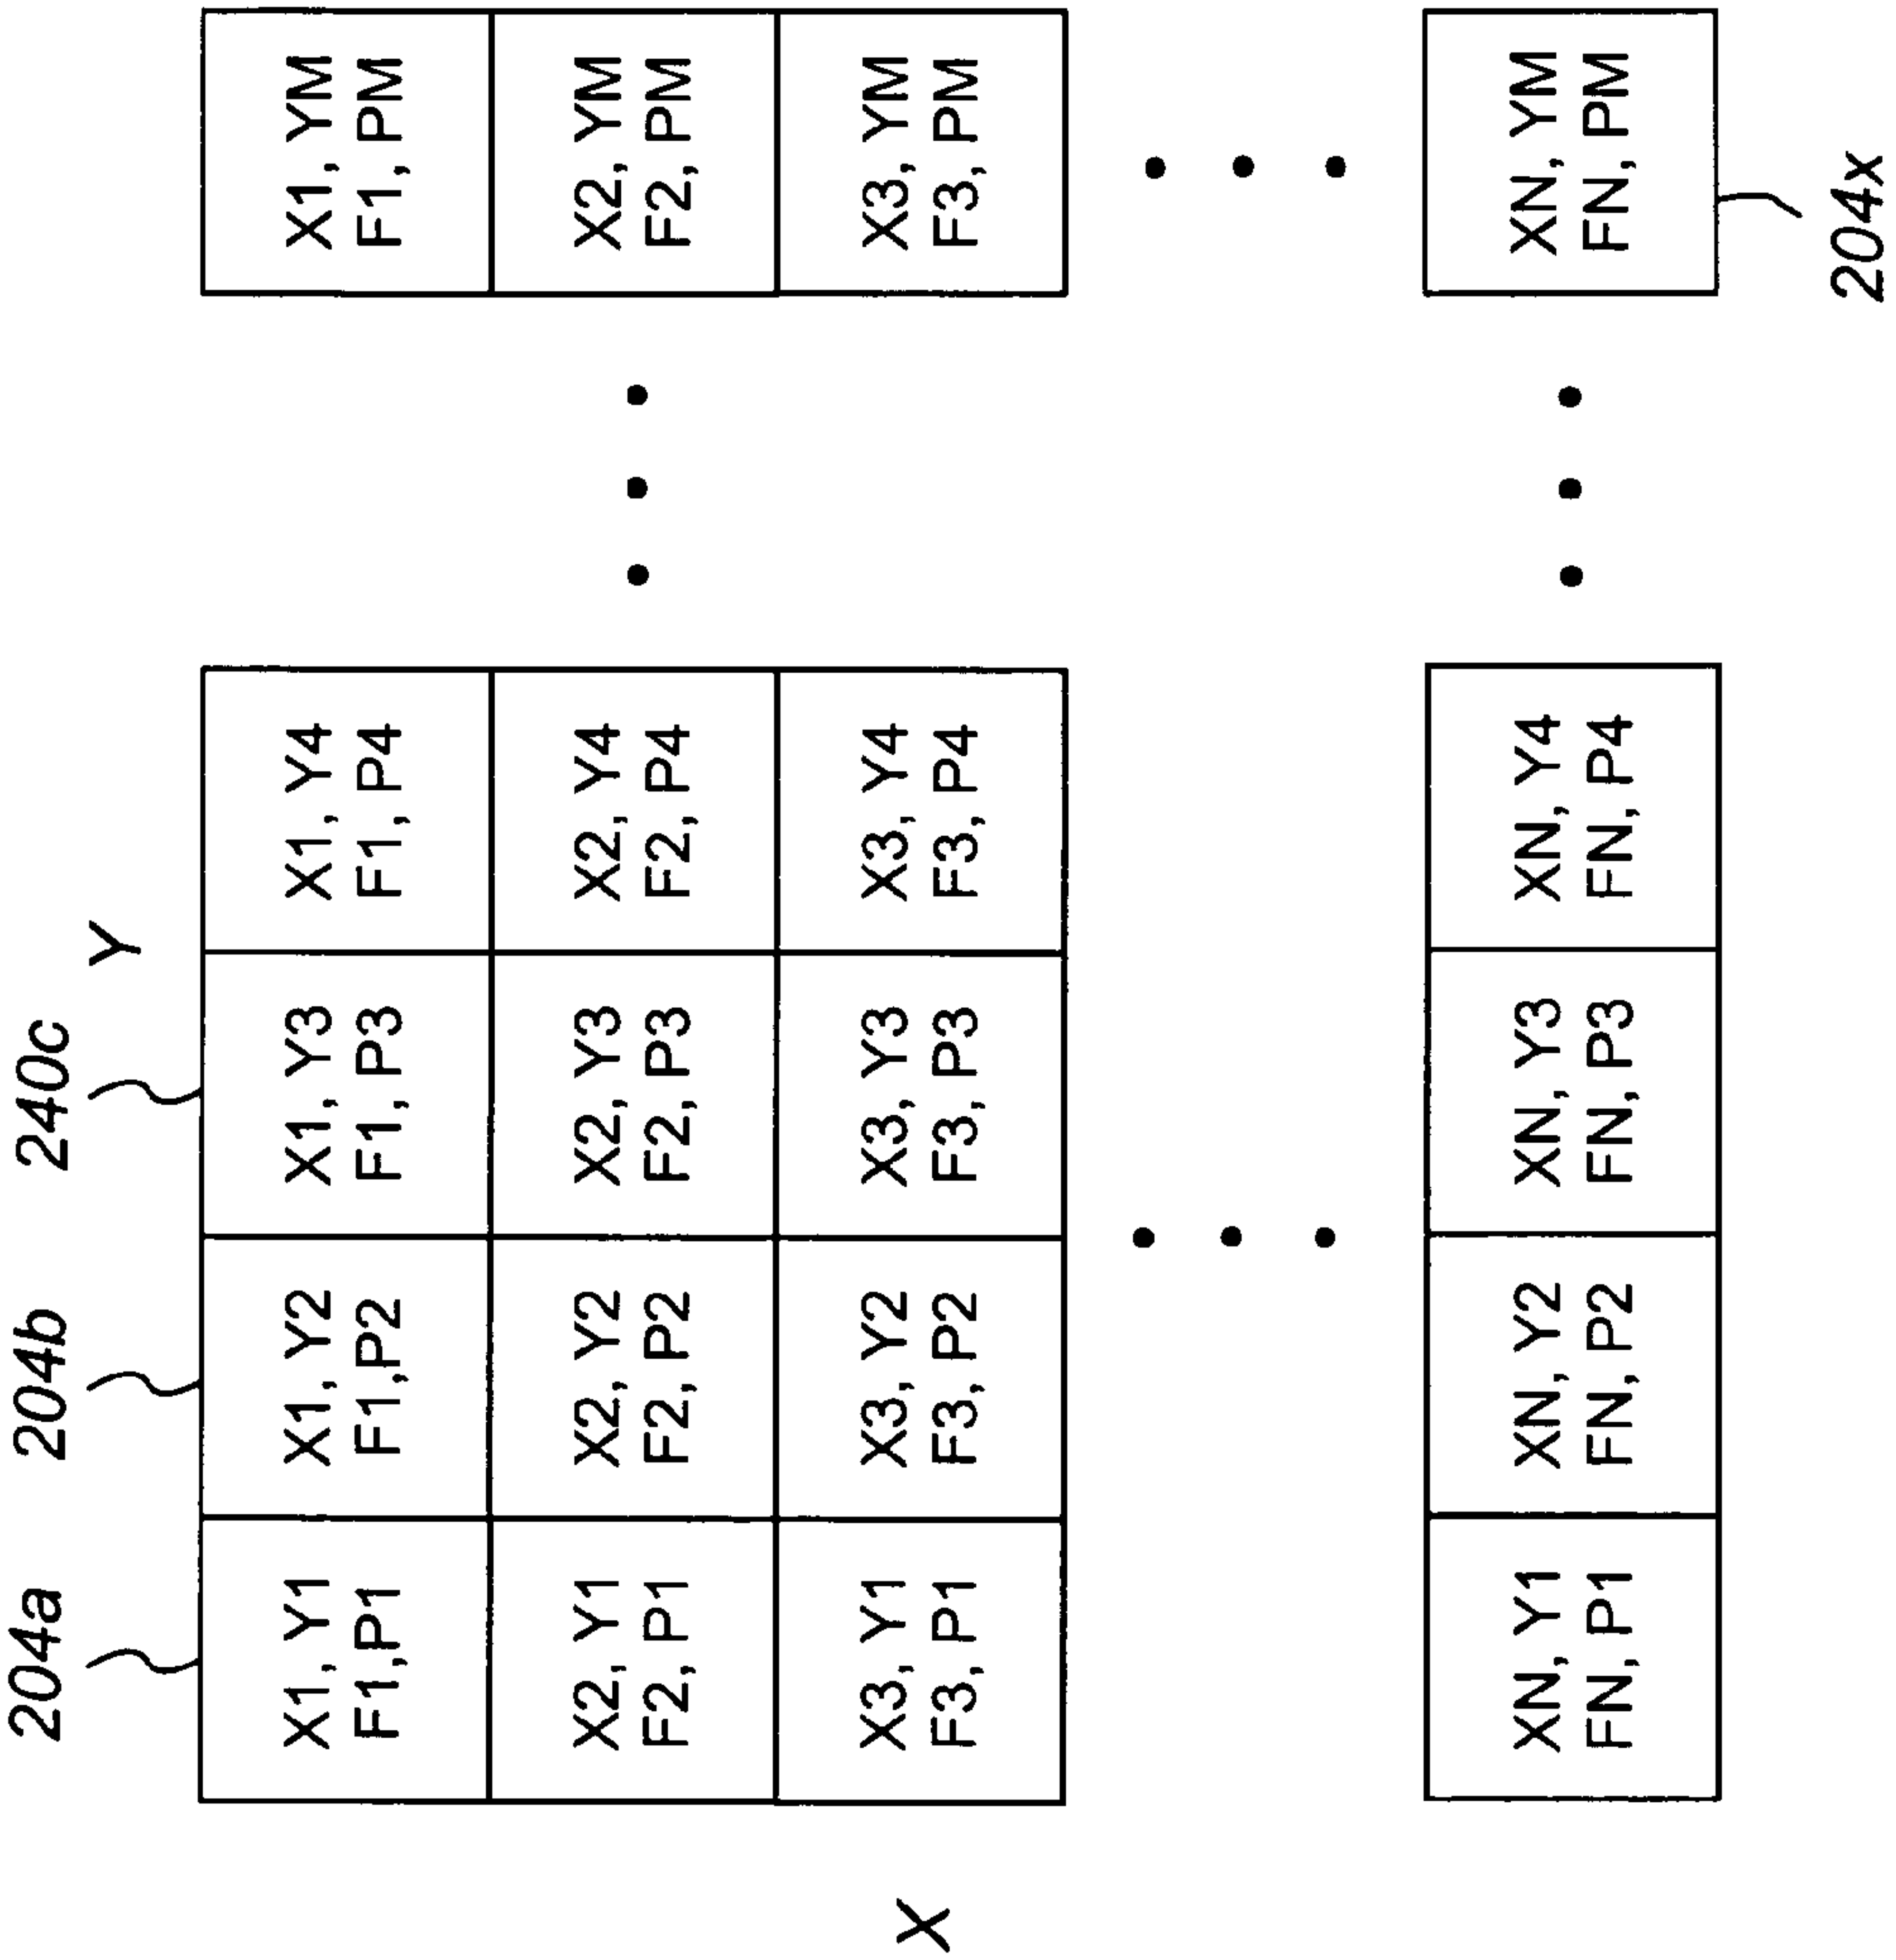 204a
204b
240c
Y
X1, Y1
F1,P1
X1, Y2
F1,P2
X1, Y3
F1, P3
X1, Y4
F1, P4
X1, YM
F1, PM
X2, Y1
F2, P1
X2, Y2
F2, P2
X2, Y3
F2, P3
X2, Y4
F2, P4
X2, YM
F2, PM
X
X3, Y1
F3, P1
X3, Y2
F3, P2
X3, Y3
F3, P3
X3, Y4
F3, P4
X3, YM
F3, PM
XN, Y1
FN, P1
XN, Y2
FN, P2
XN, Y3
FN, P3
XN, Y4
FN, P4
XN, YM
FN, PM
204x